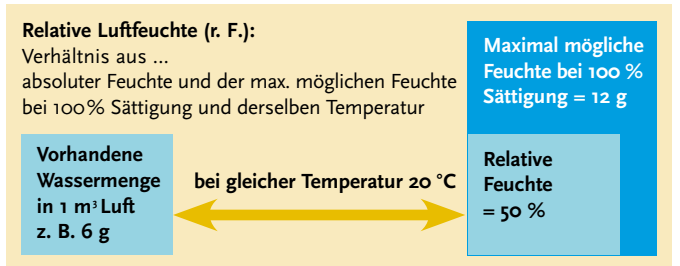 Relative Luftfeuchte (r. F.):
Verhältnis aus ...
absoluter Feuchte und der max. möglichen Feuchte
bei 100% Sättigung und derselben Temperatur
Maximal mögliche
Feuchte bei 100 %
Sättigung = 12 g
Vorhandene
Wassermenge
in 1 m³ Luft
z. B. 6 g
bei gleicher Temperatur 20 °C
Relative
Feuchte
= 50 %